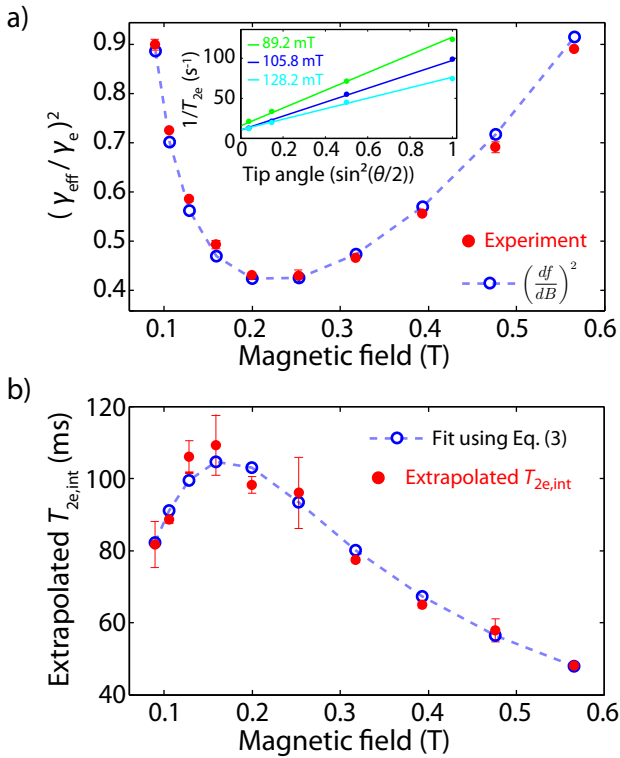 a)
(γeff / γe)²
0.9
0.8
0.7
0.6
0.5
0.4
1/T2e (s⁻¹)
100
50
0
89.2 mT
105.8 mT
128.2 mT
0 0.2 0.4 0.6 0.8 1
Tip angle (sin²(θ/2))
Experiment
(df/dB)²
0.1 0.2 0.3 0.4 0.5 0.6
Magnetic field (T)
b)
Extrapolated T2e,int (ms)
120
100
80
60
40
Fit using Eq. (3)
Extrapolated T2e,int
0.1 0.2 0.3 0.4 0.5 0.6
Magnetic field (T)